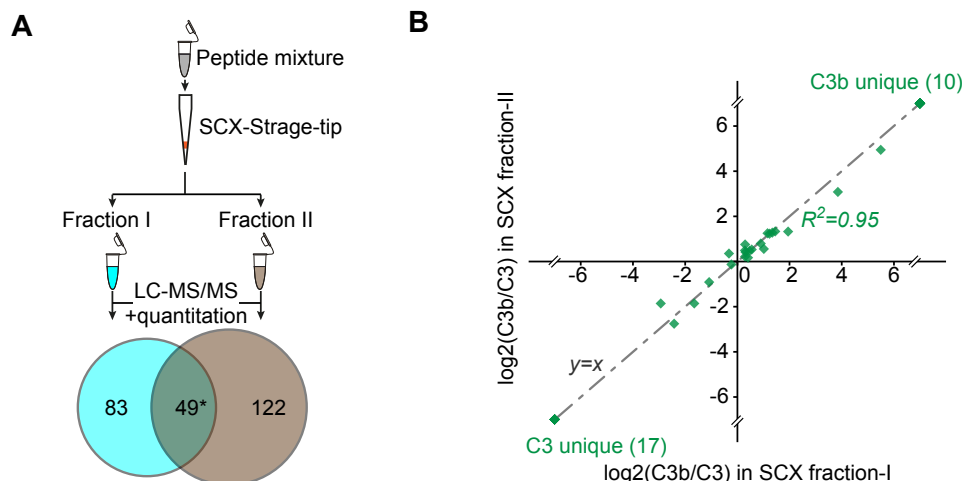 A
Peptide mixture
SCX-Strage-tip
Fraction I
Fraction II
LC-MS/MS
+quantitation
83
49*
122
B
log2(C3b/C3) in SCX fraction-II
C3b unique (10)
6
4
2
R²=0.95
-6
-4
-2
0
2
4
6
-2
-4
-6
y=x
C3 unique (17)
log2(C3b/C3) in SCX fraction-I